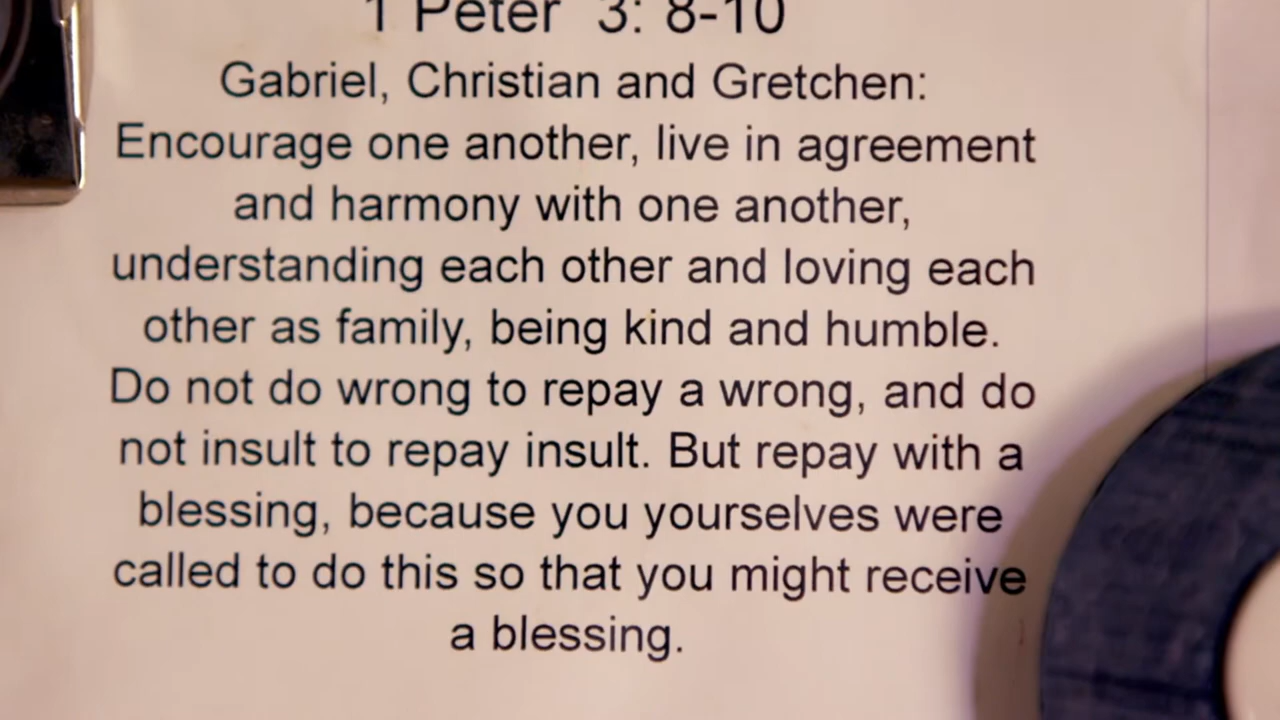 1 Peter 3: 8-10
Gabriel, Christian and Gretchen:
Encourage one another, live in agreement
and harmony with one another,
understanding each other and loving each
other as family, being kind and humble.
Do not do wrong to repay a wrong, and do
not insult to repay insult. But repay with a
blessing, because you yourselves were
called to do this so that you might receive
a blessing.